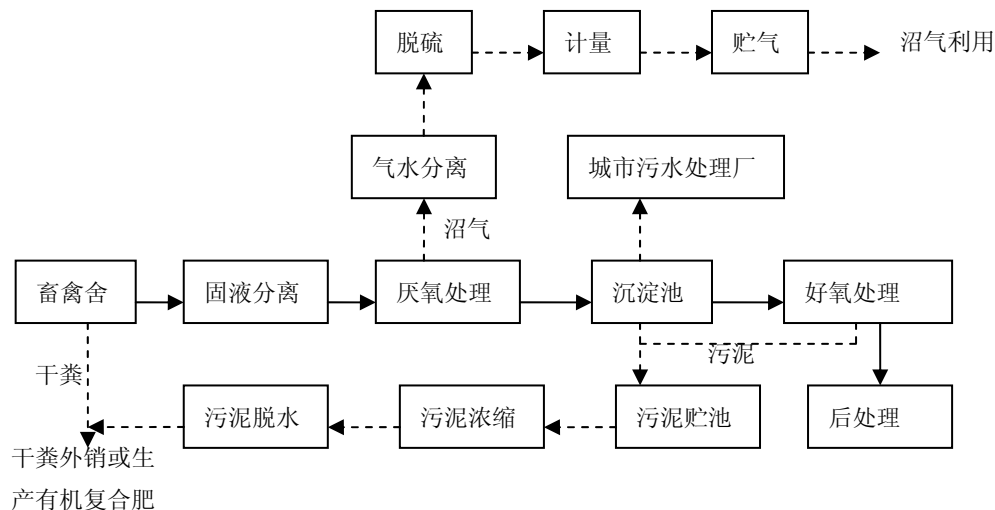 脱硫
计量
贮气
沼气利用
气水分离
城市污水处理厂
沼气
畜禽舍
固液分离
厌氧处理
沉淀池
好氧处理
污泥
干粪
污泥脱水
污泥浓缩
污泥贮池
后处理
干粪外销或生
产有机复合肥